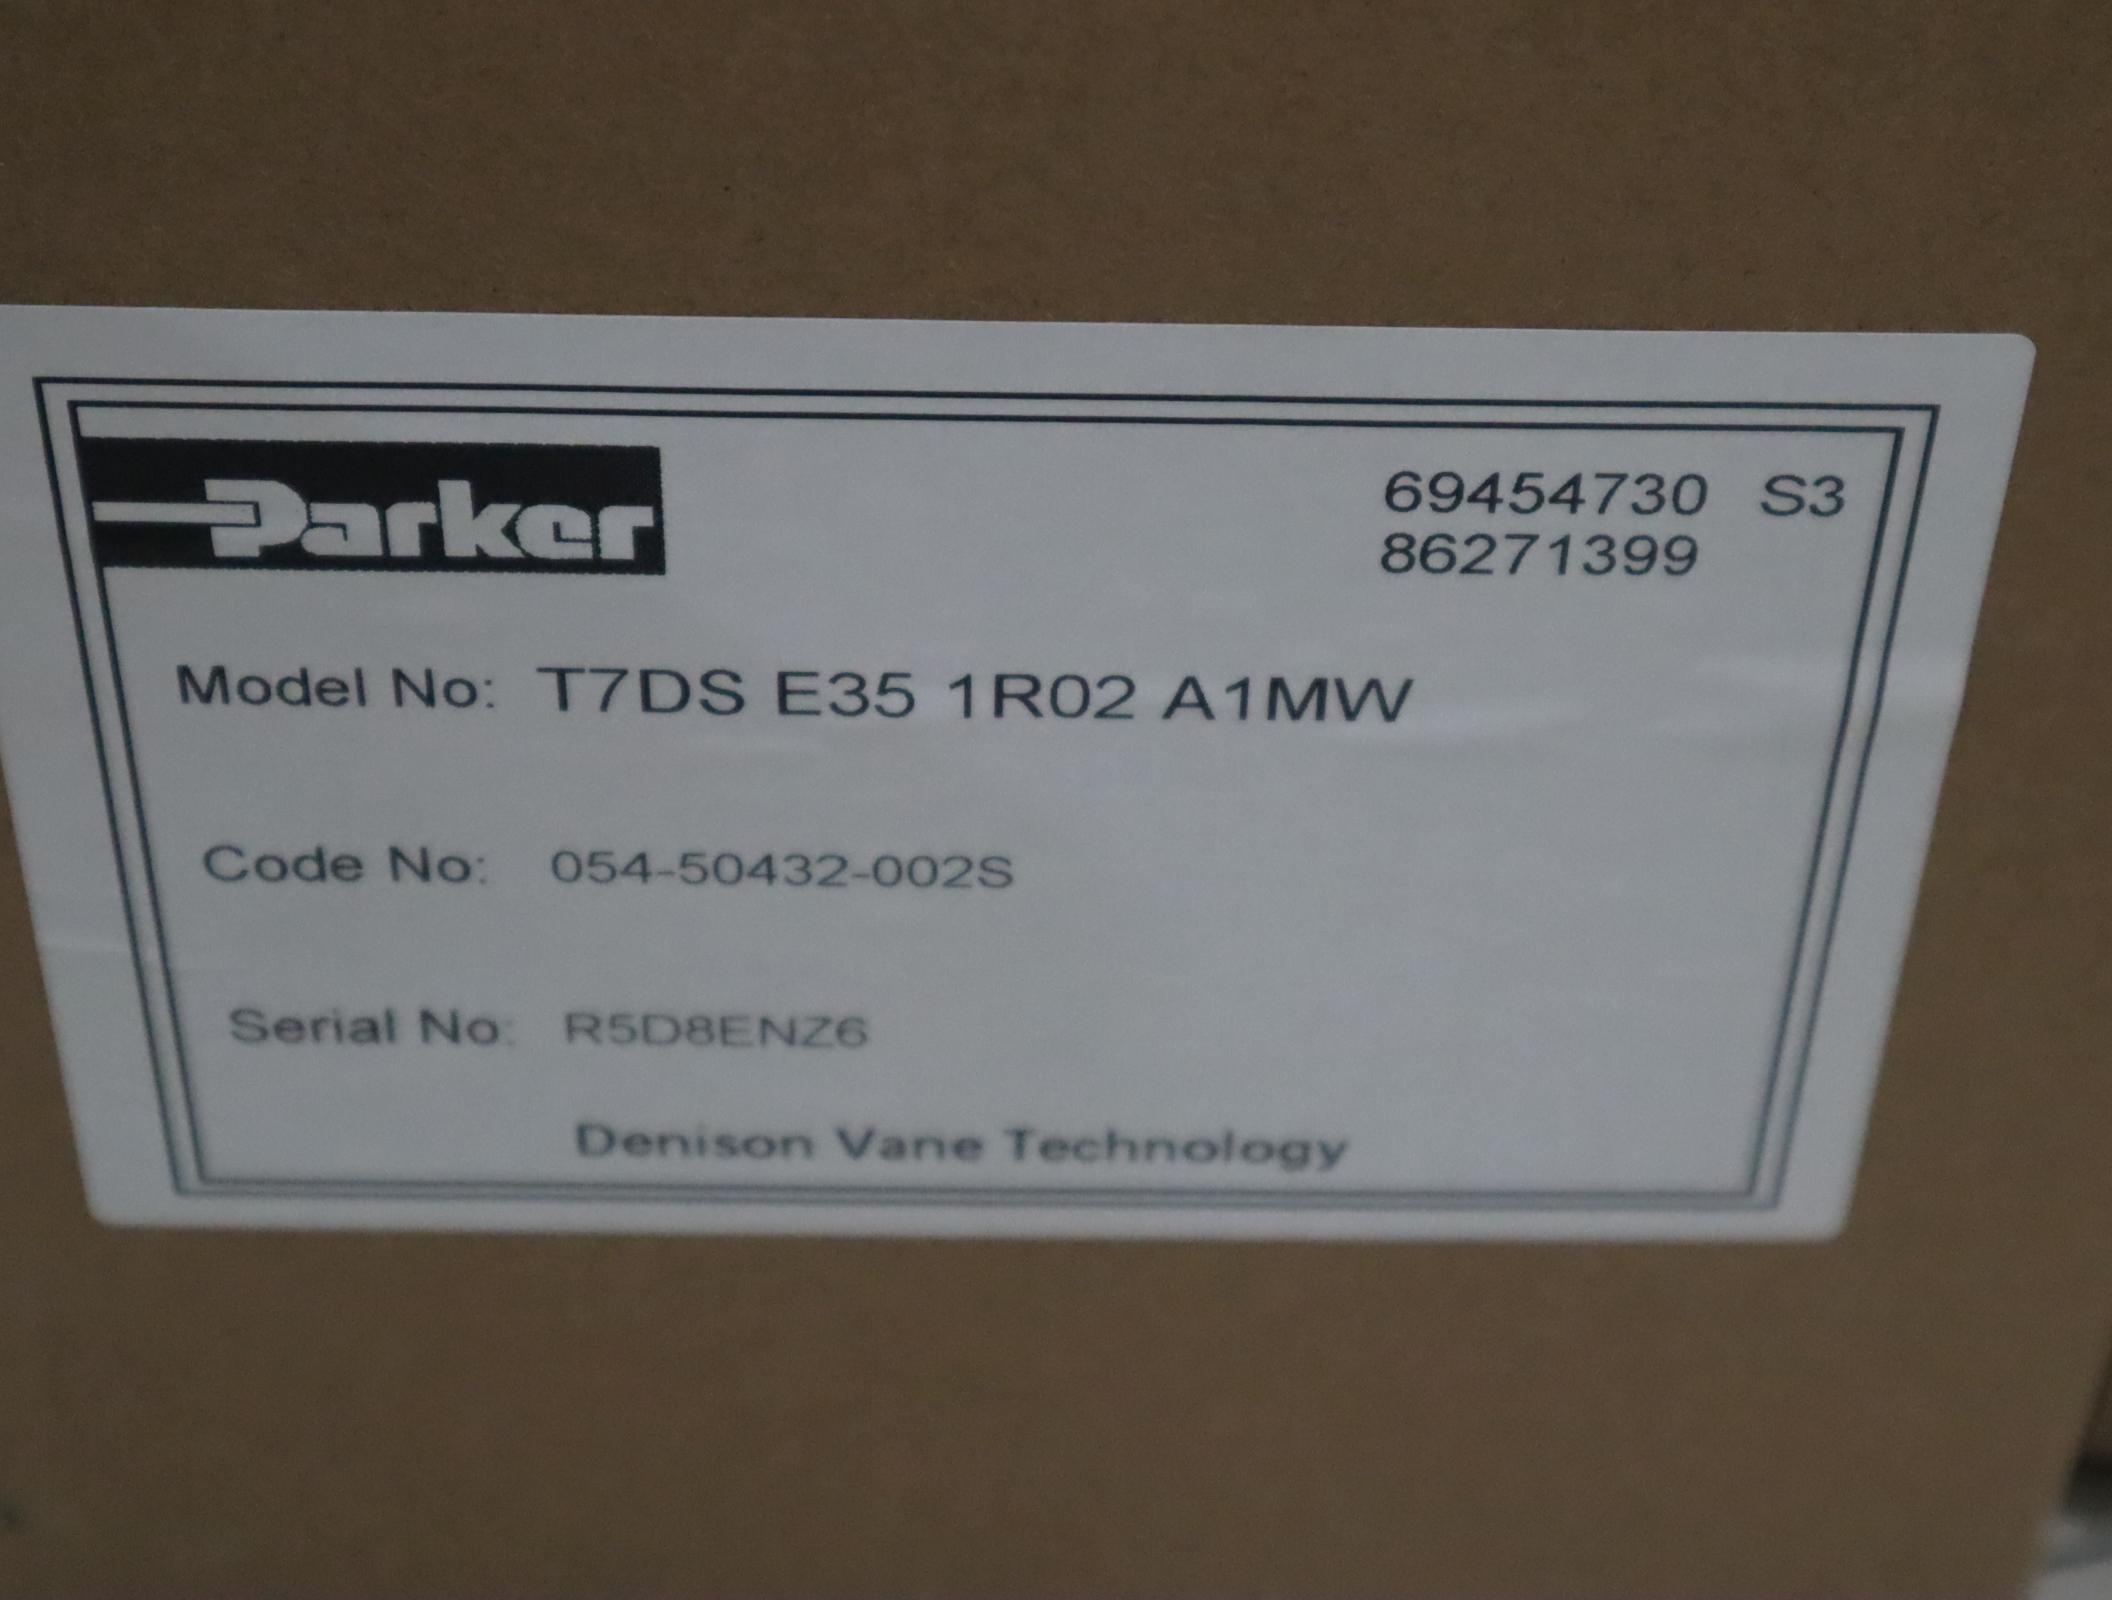 Parker
69454730 S3
86271399
Model No: T7DS E35 1R02 A1MW
Code No: 054-50432-002S
Serial No: R5D8ENZ6
Denison Vane Technology